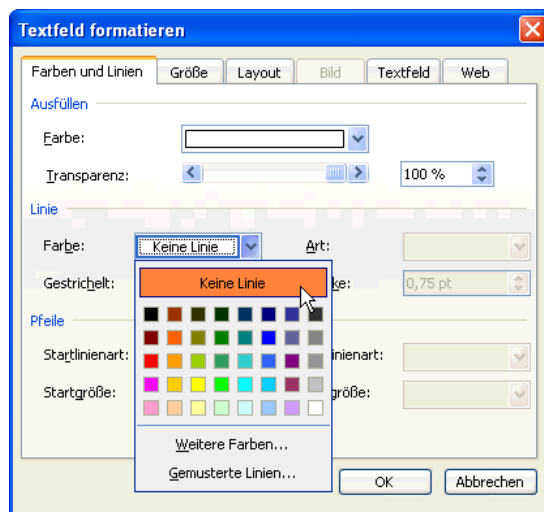 Textfeld formatieren
Farben und Linien Größe Layout Bild Textfeld Web
Ausfüllen
Farbe:
Transparenz: 100 %
Linie
Farbe: Keine Linie Art:
Gestrichelt: Keine Linie ke: 0,75 pt
Pfeile
Startlinienart: inienart:
Startgröße: größe:
Weitere Farben...
Gemusterte Linien...
OK Abbrechen